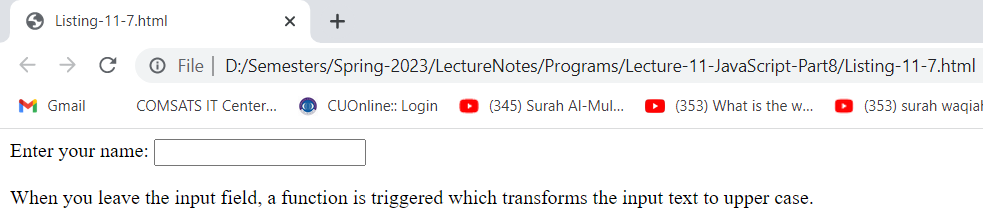 Listing-11-7.html
File | D:/Semesters/Spring-2023/LectureNotes/Programs/Lecture-11-JavaScript-Part8/Listing-11-7.html
Gmail COMSATS IT Center... CUOnline:: Login (345) Surah Al-Mul... (353) What is the w... (353) surah waqiah
Enter your name:
When you leave the input field, a function is triggered which transforms the input text to upper case.